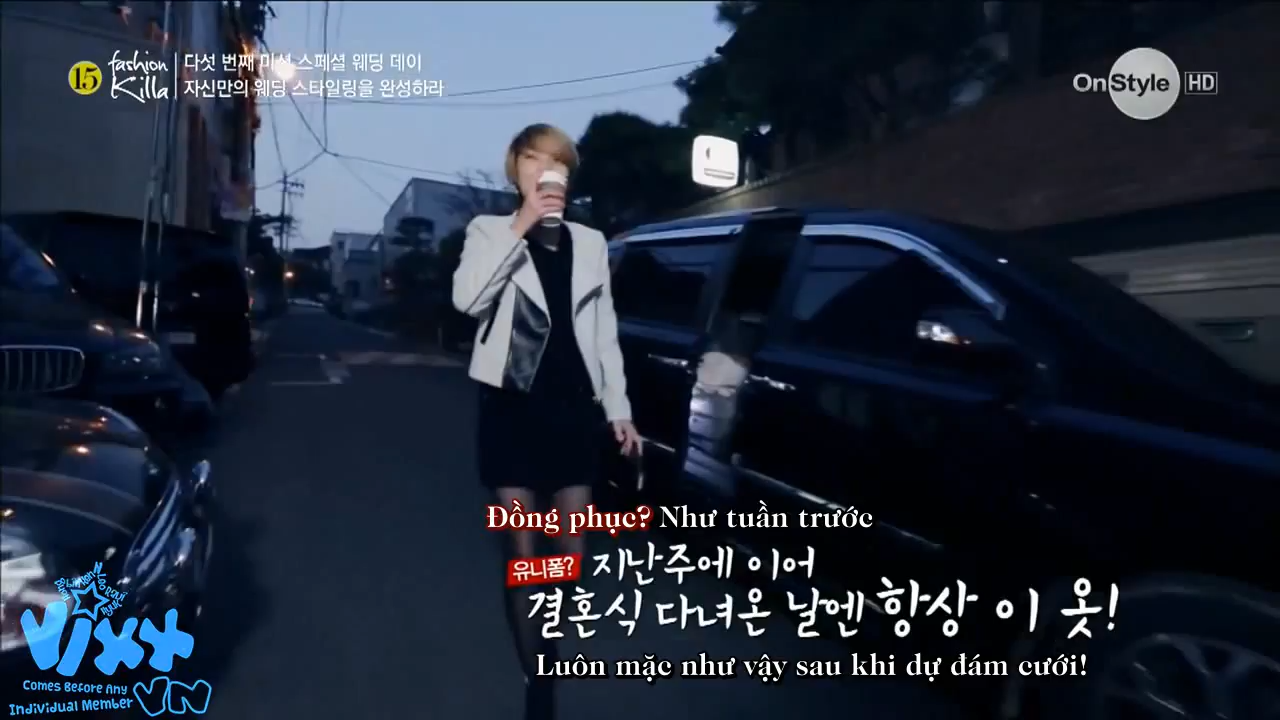 15
fashion Killa
다섯 번째 미션 스페셜 웨딩 데이
자신만의 웨딩 스타일링을 완성하라
OnStyle HD
Đồng phục? Như tuần trước
유니폼? 지난주에 이어
결혼식 다녀온 날엔 항상 이 옷!
Luôn mặc như vậy sau khi dự đám cưới!
VIXX
VN
Comes Before Any
Individual Member